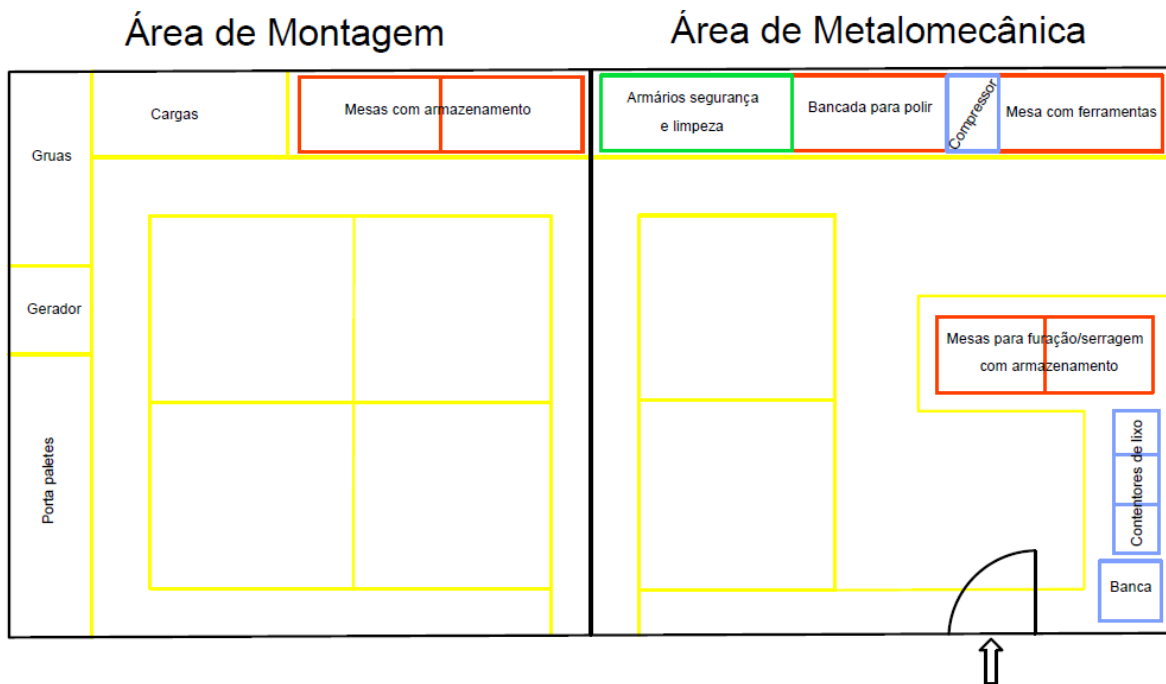 Área de Montagem
Área de Metalomecânica
Cargas
Mesas com armazenamento
Armários segurança
e limpeza
Bancada para polir
Compressor
Mesa com ferramentas
Gruas
Gerador
Mesas para furação/serragem
com armazenamento
Porta paletes
Contentores de lixo
Banca